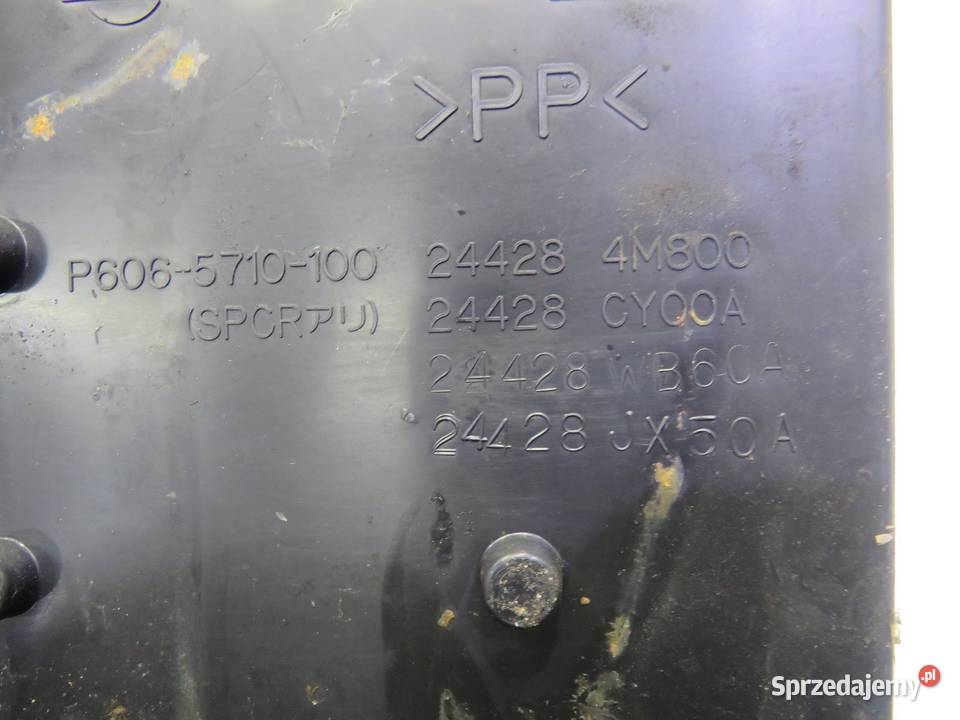 >PP<
P606-5710-100 24428 4M800
(SPCRアリ) 24428 CY00A
24428 WB60A
24428 JX50A
Sprzedajemy.pl